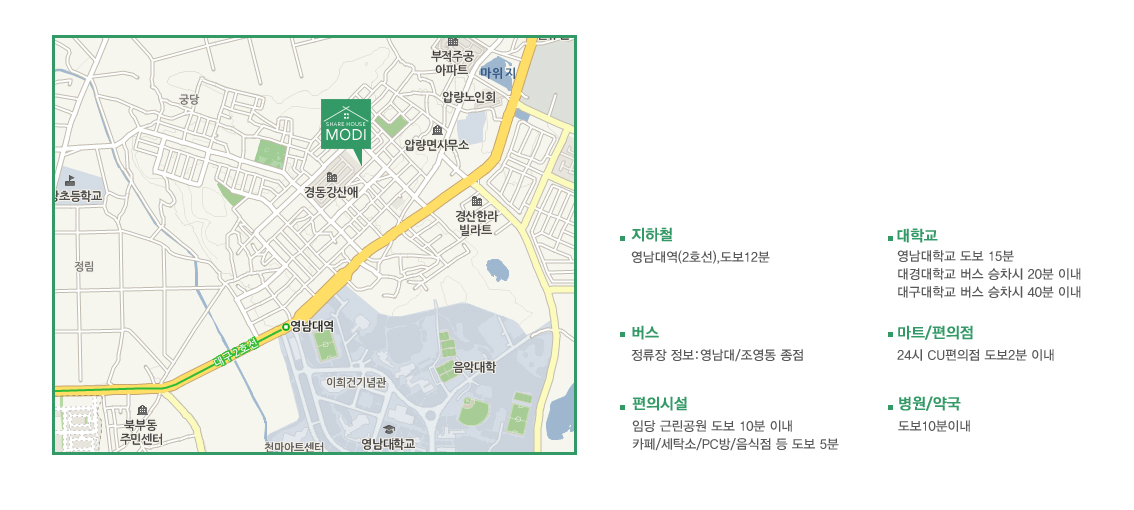 부적주공
아파트
마위지
궁당
압량노인회
SHARE HOUSE
MODI
압량면사무소
경동강산애
초등학교
경산한라
빌라트
정림
영남대역
대구2호선
음악대학
이희건기념관
북부동
주민센터
천마아트센터
영남대학교
지하철
영남대역(2호선),도보12분
대학교
영남대학교 도보 15분
대경대학교 버스 승차시 20분 이내
대구대학교 버스 승차시 40분 이내
버스
정류장 정보:영남대/조영동 종점
마트/편의점
24시 CU편의점 도보2분 이내
편의시설
임당 근린공원 도보 10분 이내
카페/세탁소/PC방/음식점 등 도보 5분
병원/약국
도보10분이내